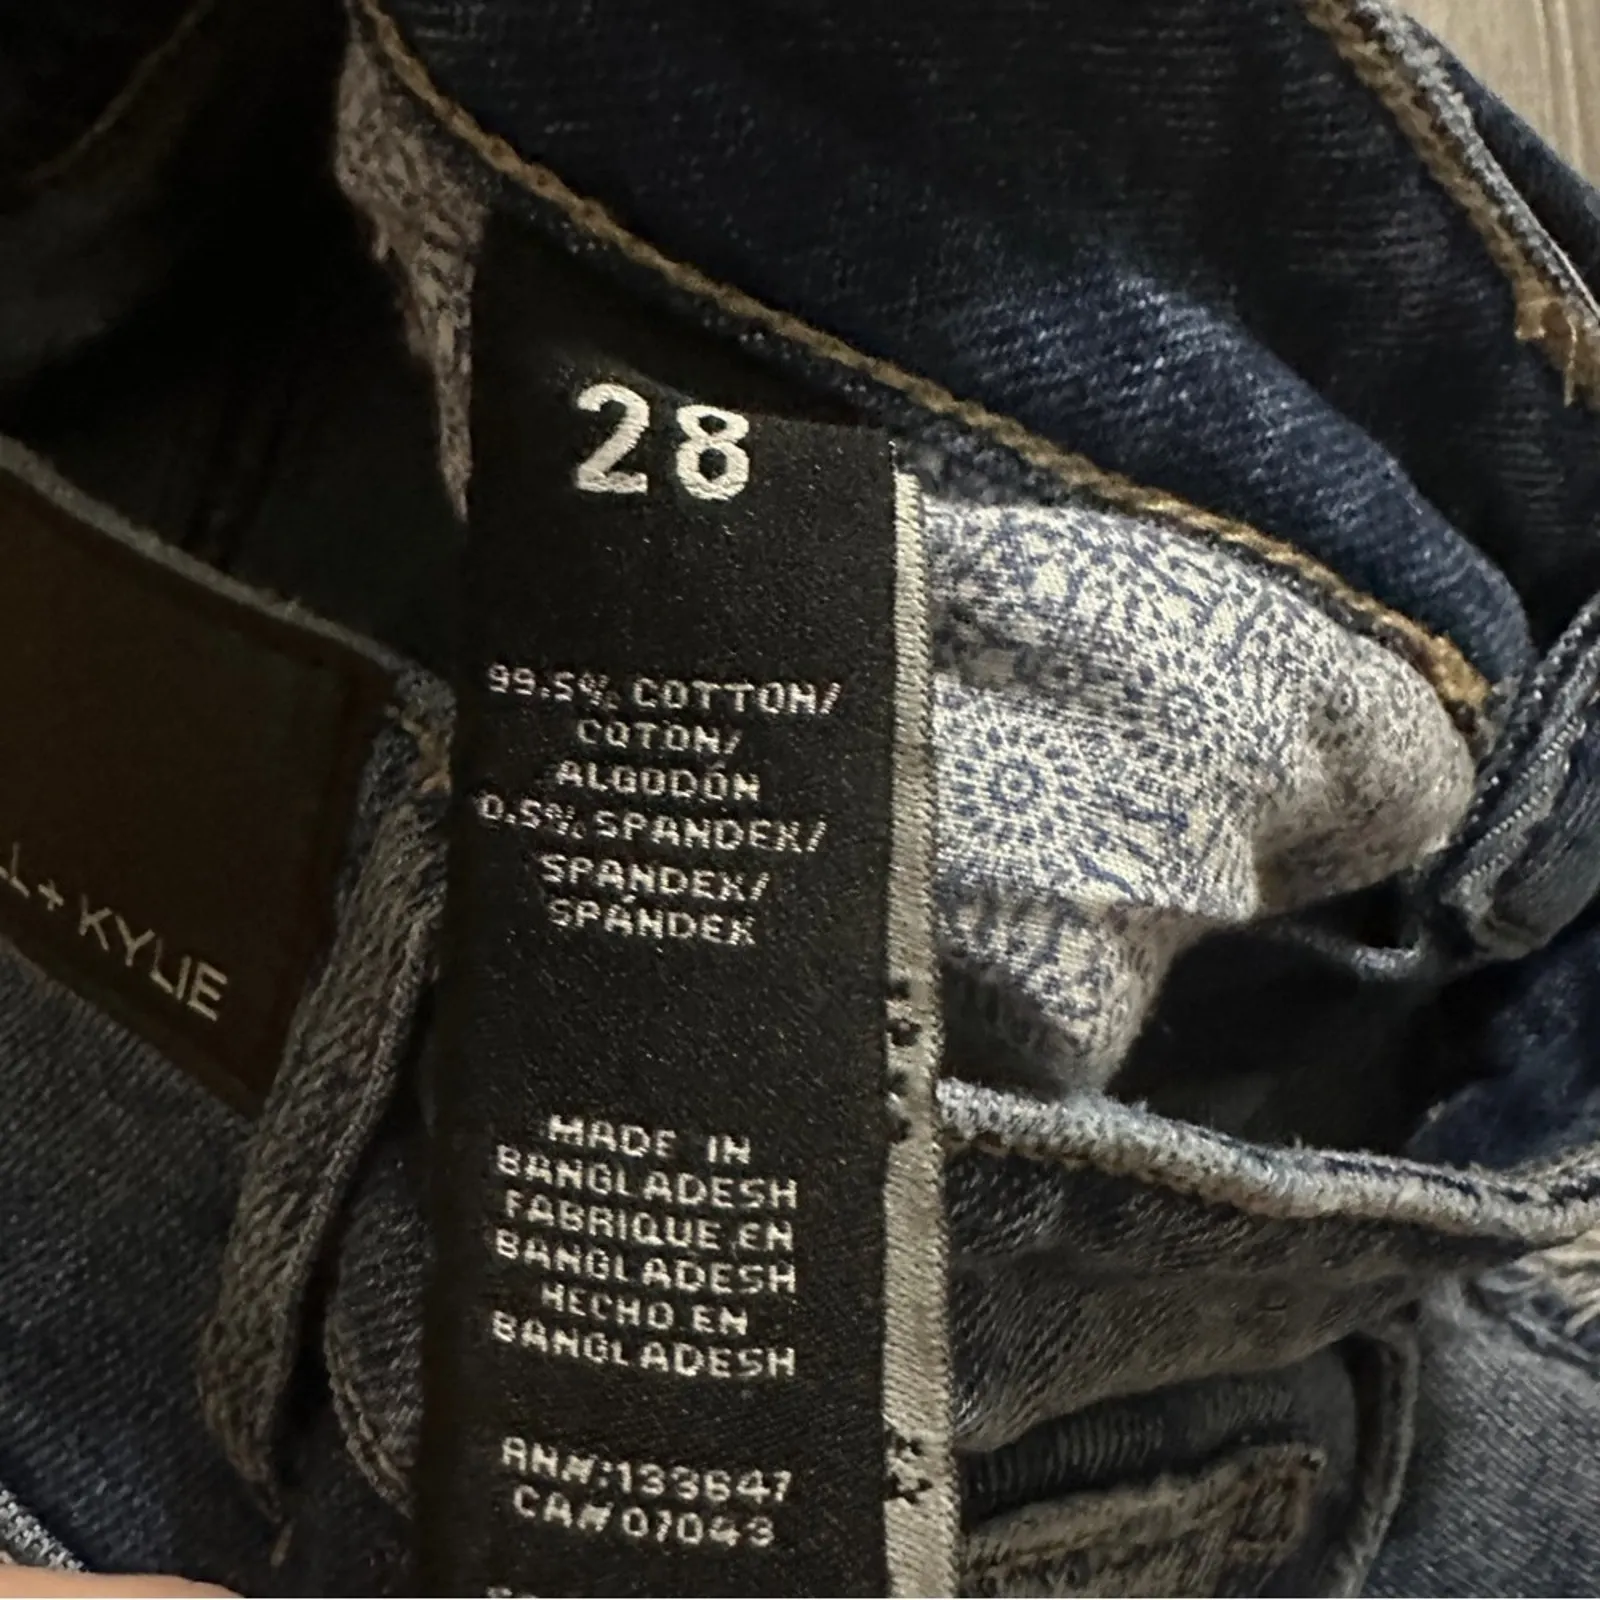 28
99.5% COTTON/
COTON/
ALGODÓN
0.5% SPANDEX/
SPANDEX/
SPÁNDEX
+ KYLIE
MADE IN
BANGLADESH
FABRIQUE EN
BANGLADESH
HECHO EN
BANGLADESH
RN#:133647
CA# 07043